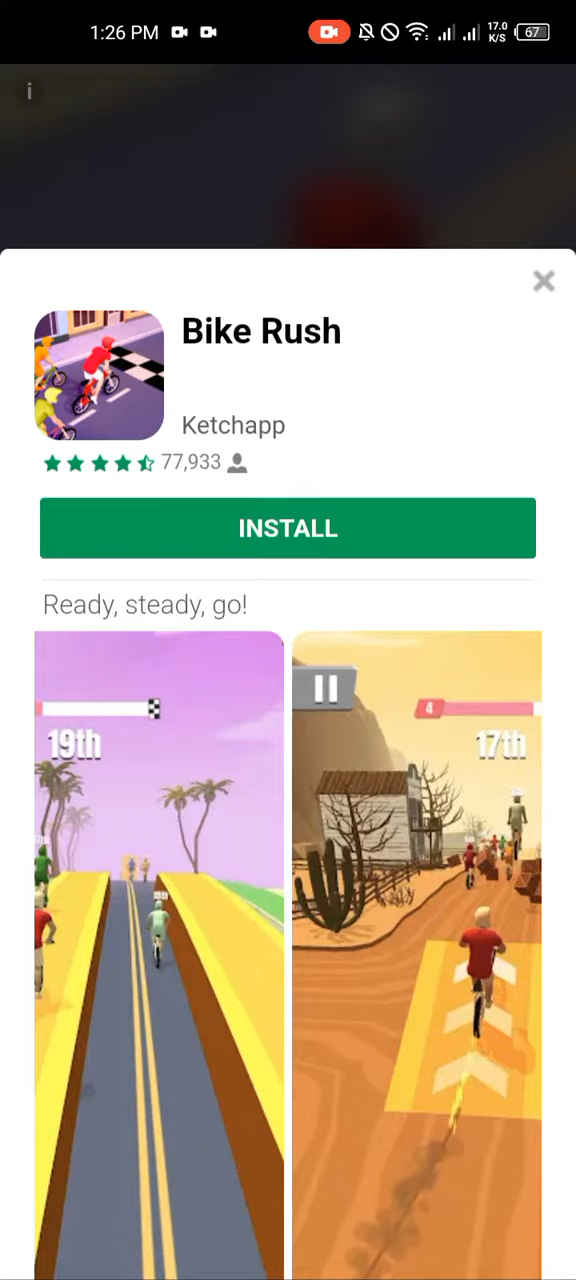 1:26 PM
17.0
K/S
67
i
Bike Rush
Ketchapp
77,933
INSTALL
Ready, steady, go!
19th
4
17th